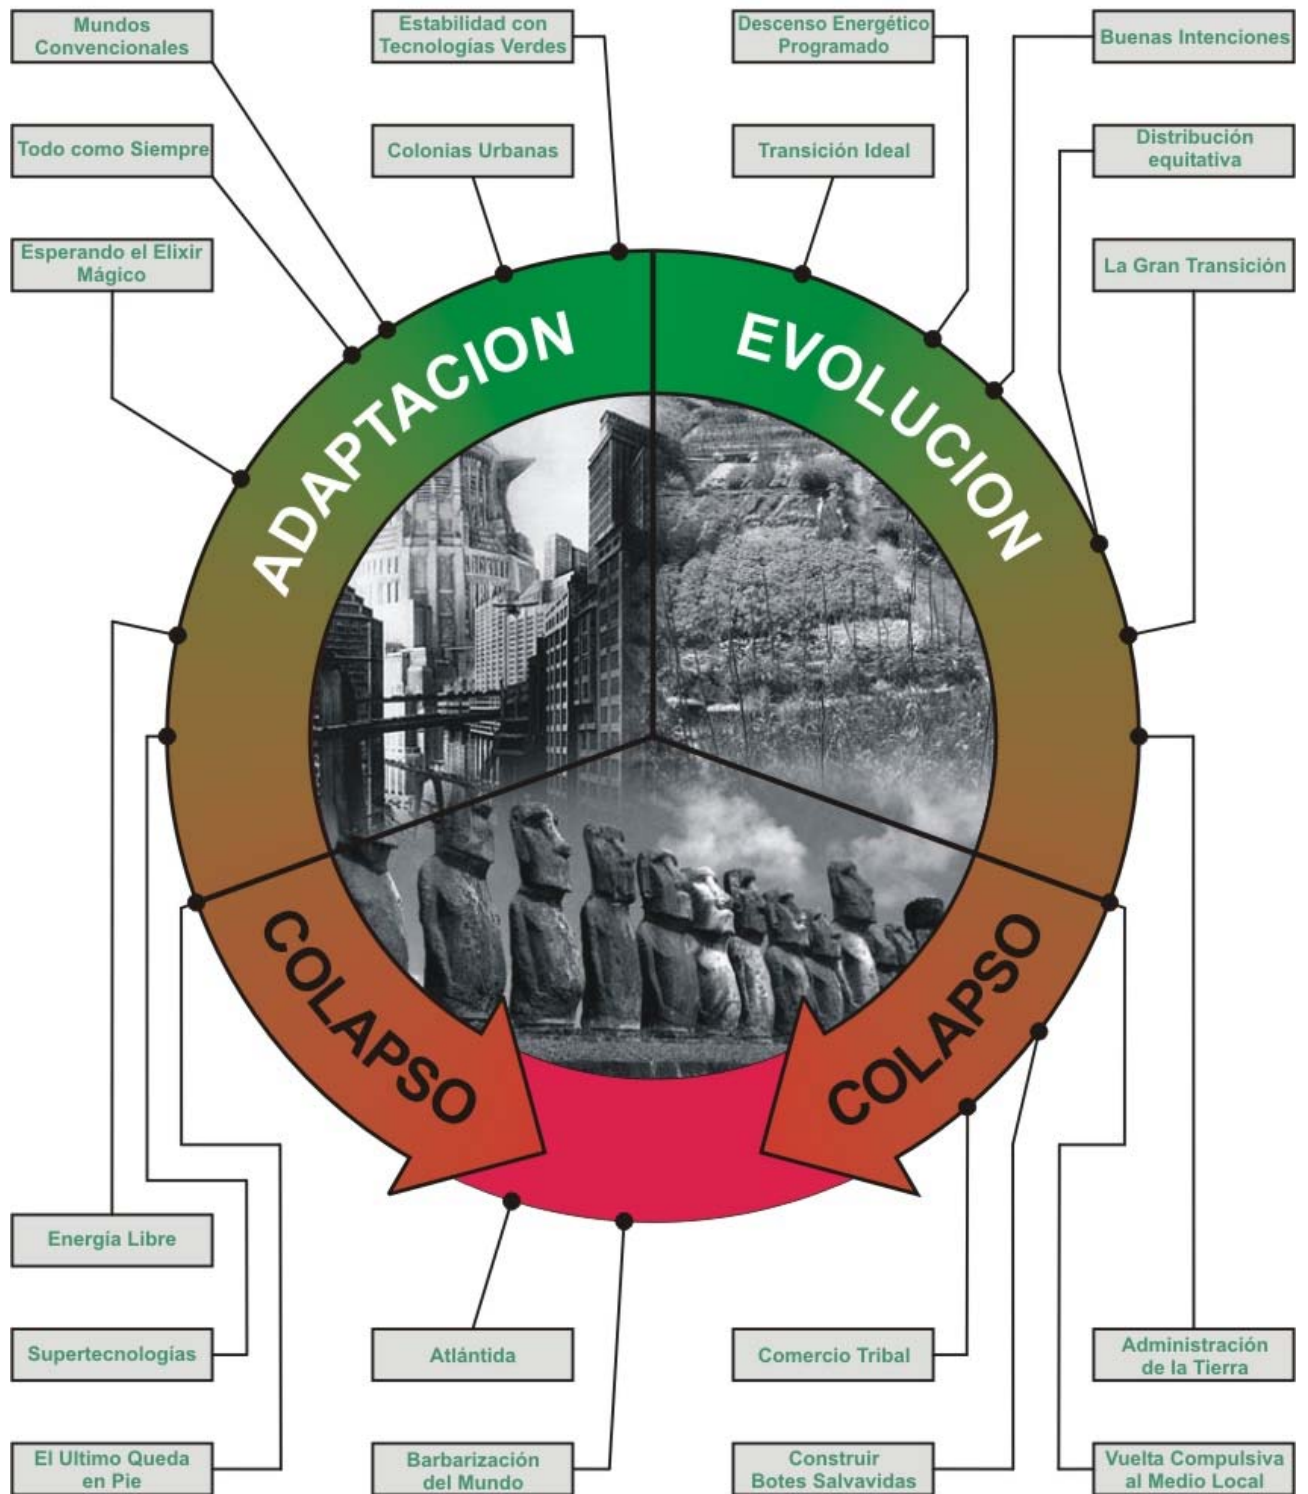 Mundos
Convencionales
Estabilidad con
Tecnologías Verdes
Descenso Energético
Programado
Buenas Intenciones
Todo como Siempre
Colonias Urbanas
Transición Ideal
Distribución
equitativa
Esperando el Elixir
Mágico
La Gran Transición
ADAPTACION
EVOLUCION
COLAPSO
COLAPSO
Energía Libre
Supertecnologías
Atlántida
Comercio Tribal
Administración
de la Tierra
El Ultimo Queda
en Pie
Barbarización
del Mundo
Construir
Botes Salvavidas
Vuelta Compulsiva
al Medio Local